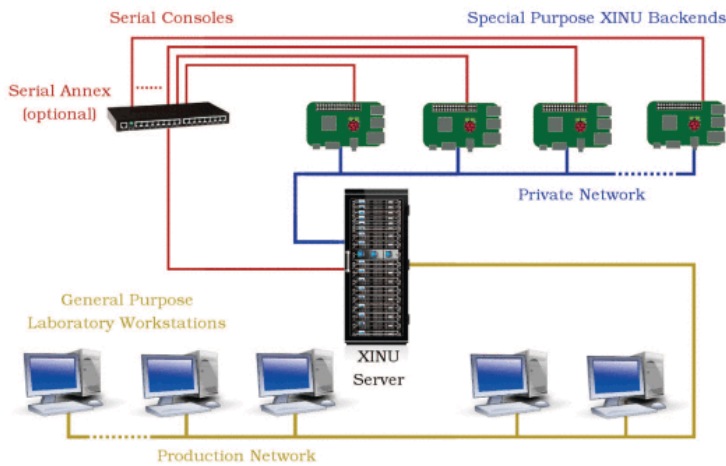 Serial Consoles
Special Purpose XINU Backends
Serial Annex
(optional)
Private Network
General Purpose
Laboratory Workstations
XINU
Server
Production Network